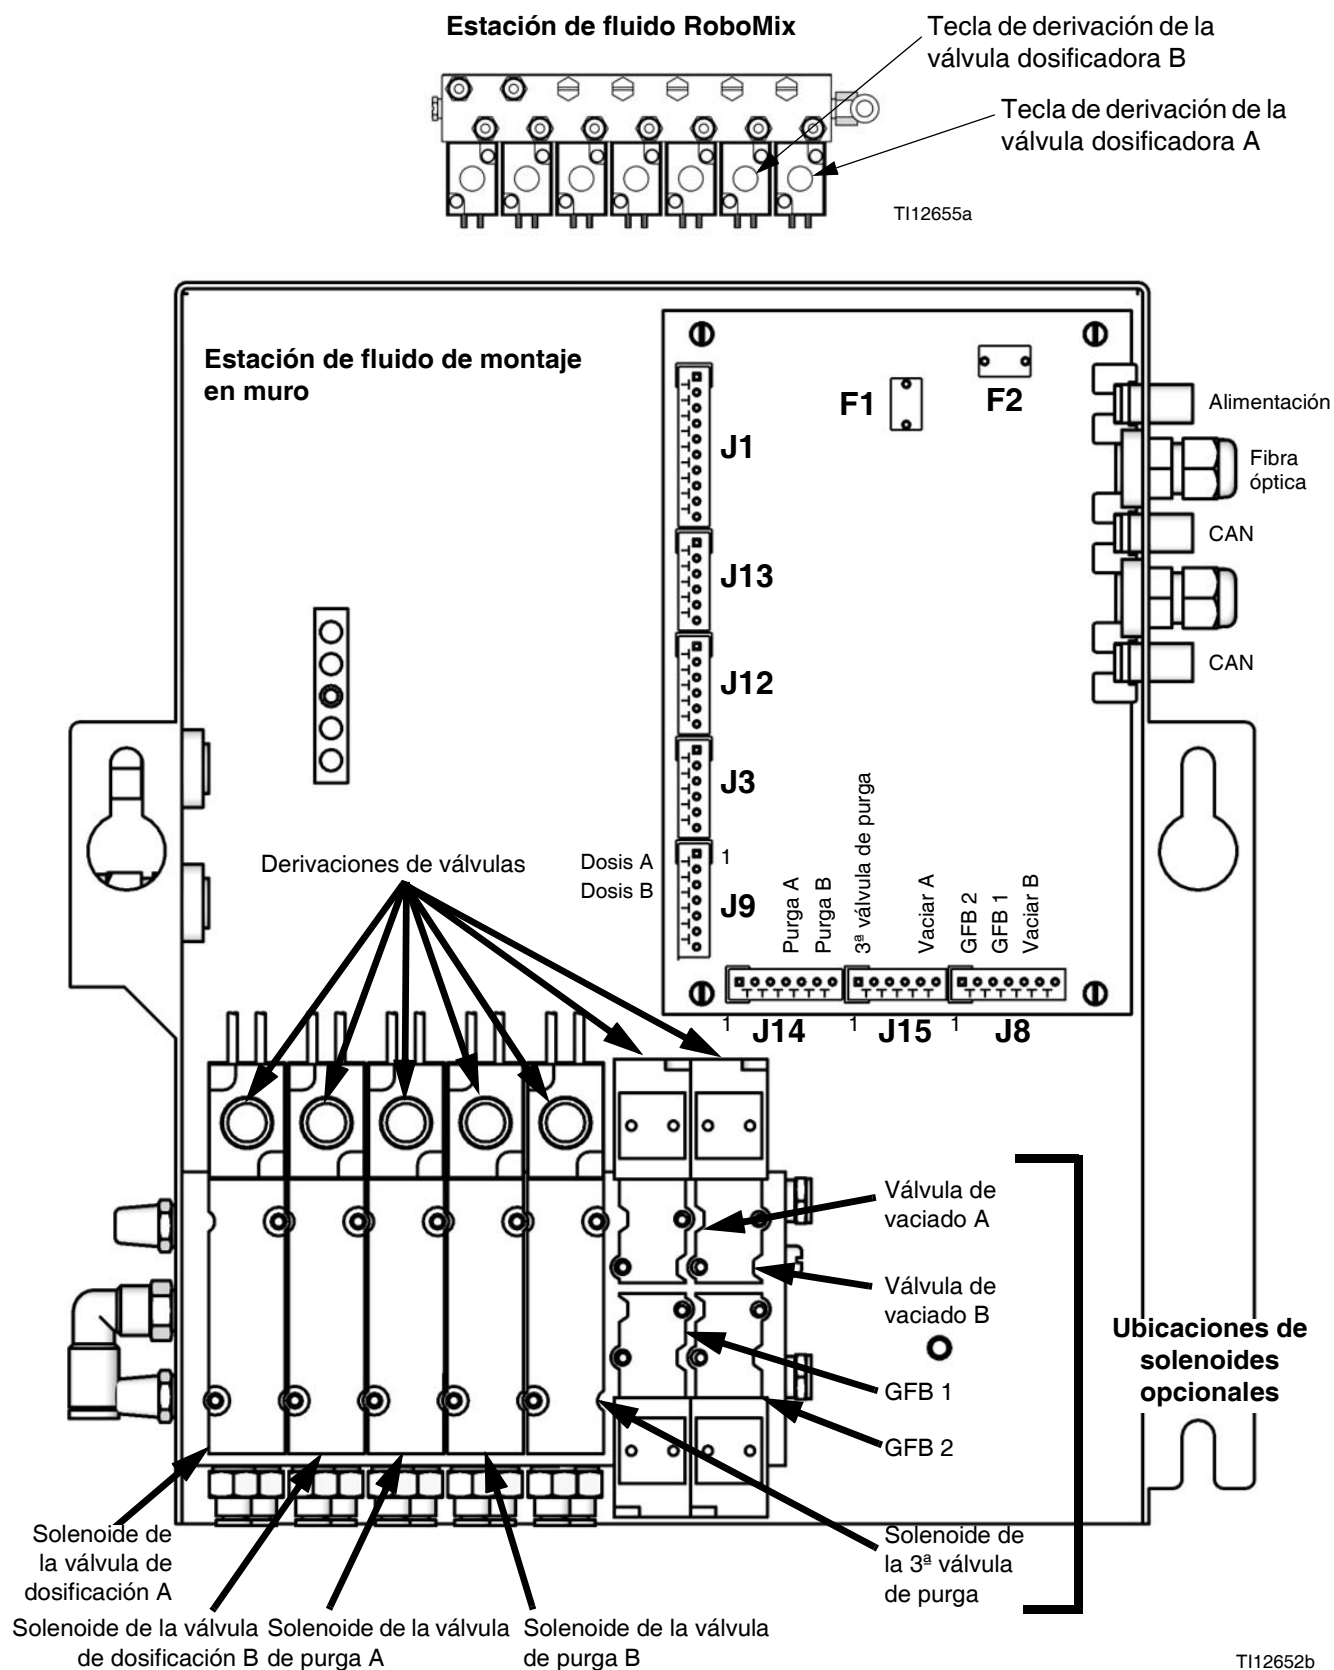 Estación de fluido RoboMix
Tecla de derivación de la
válvula dosificadora B
Tecla de derivación de la
válvula dosificadora A
TI12655a
Estación de fluido de montaje
en muro
F1
F2
Alimentación
Fibra
óptica
CAN
CAN
J1
J13
J12
J3
J9
Derivaciones de válvulas
Dosis A
Dosis B
1
Purga A
Purga B
3ª válvula de purga
Vaciar A
GFB 2
GFB 1
Vaciar B
1
J14
1
J15
1
J8
Válvula de
vaciado A
Válvula de
vaciado B
GFB 1
GFB 2
Ubicaciones de
solenoides
opcionales
Solenoide de
la 3ª válvula
de purga
Solenoide de
la válvula de
dosificación A
Solenoide de la válvula
de dosificación B
Solenoide de la válvula
de purga A
Solenoide de la válvula
de purga B
TI12652b